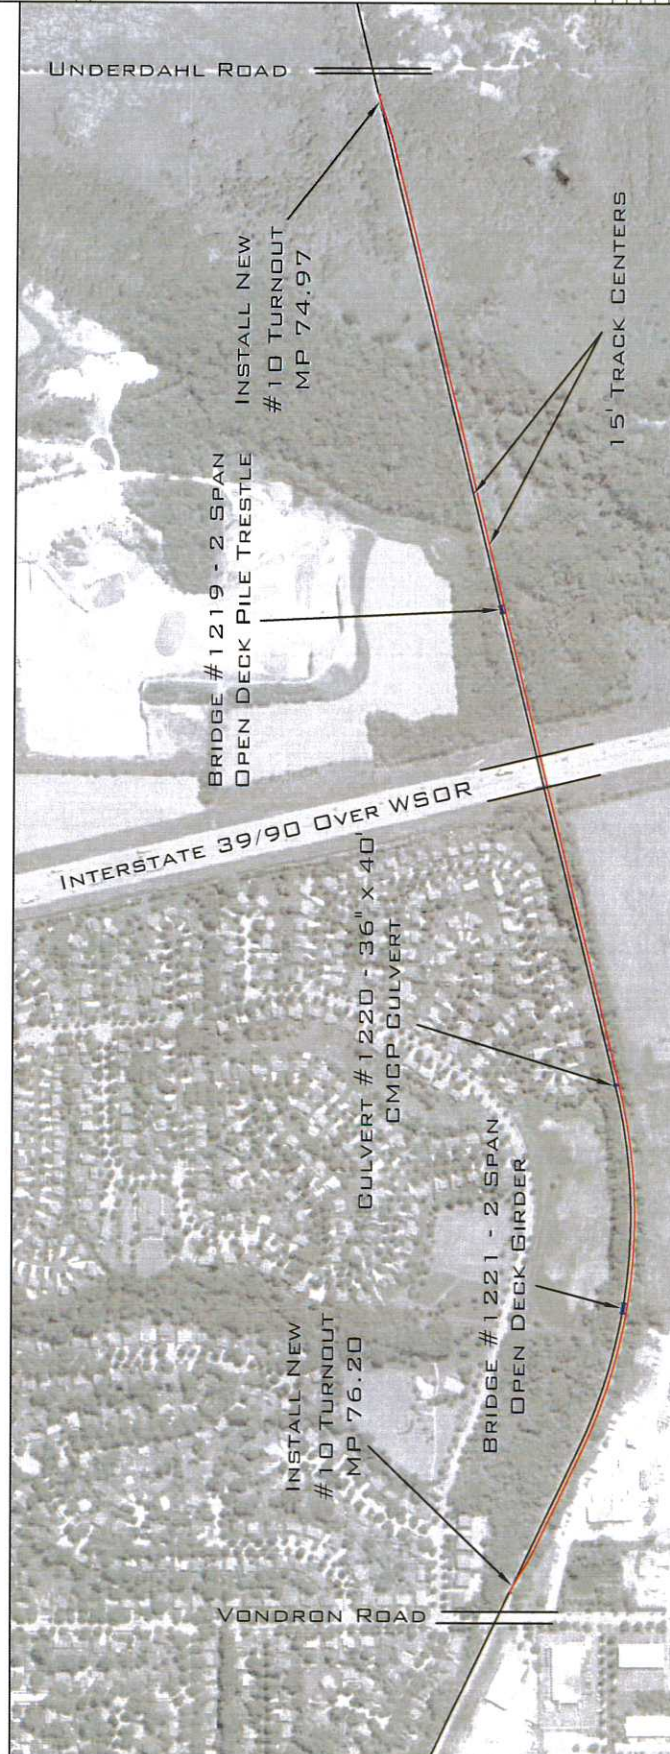 UNDERDAHL ROAD
INSTALL NEW
#10 TURNOUT
MP 74.97
15' TRACK CENTERS
BRIDGE #1219 - 2 SPAN
OPEN DECK PILE TRESTLE
INTERSTATE 39/90 OVER WSOR
CULVERT #1220 - 36" X 40'
CMCP CULVERT
BRIDGE #1221 - 2 SPAN
OPEN DECK GIRDER
INSTALL NEW
#10 TURNOUT
MP 76.20
VONDRON ROAD